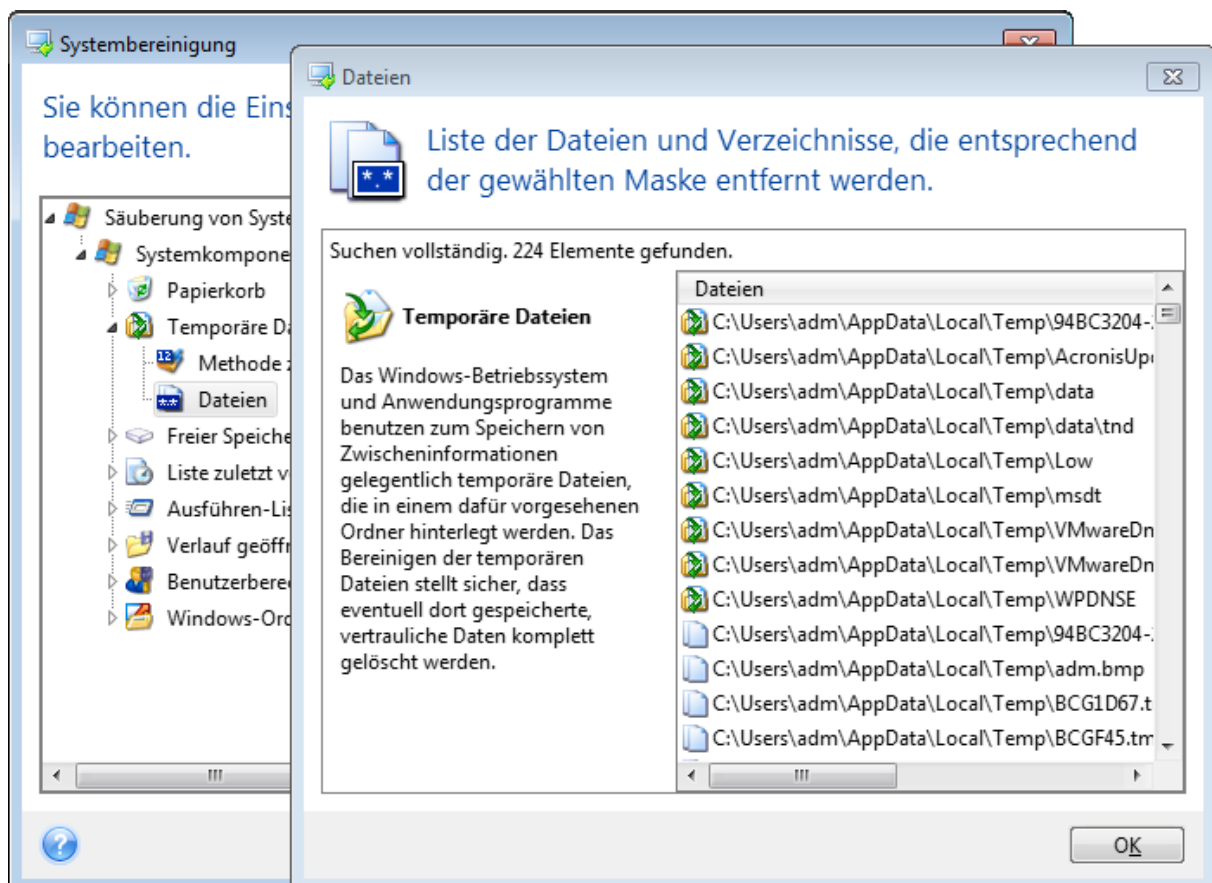 Systembereinigung
Sie können die Eins
bearbeiten.
Säuberung von Syste
Systemkompone
Papierkorb
Temporäre Da
Methode z
Dateien
Freier Speiche
Liste zuletzt v
Ausführen-Lis
Verlauf geöffn
Benutzerberec
Windows-Ord
Dateien
*.*
Liste der Dateien und Verzeichnisse, die entsprechend
der gewählten Maske entfernt werden.
Suchen vollständig. 224 Elemente gefunden.
Temporäre Dateien
Das Windows-Betriebssystem
und Anwendungsprogramme
benutzen zum Speichern von
Zwischeninformationen
gelegentlich temporäre Dateien,
die in einem dafür vorgesehenen
Ordner hinterlegt werden. Das
Bereinigen der temporären
Dateien stellt sicher, dass
eventuell dort gespeicherte,
vertrauliche Daten komplett
gelöscht werden.
Dateien
C:\Users\adm\AppData\Local\Temp\94BC3204-
C:\Users\adm\AppData\Local\Temp\AcronisUp
C:\Users\adm\AppData\Local\Temp\data
C:\Users\adm\AppData\Local\Temp\data\tnd
C:\Users\adm\AppData\Local\Temp\Low
C:\Users\adm\AppData\Local\Temp\msdt
C:\Users\adm\AppData\Local\Temp\VMwareDn
C:\Users\adm\AppData\Local\Temp\VMwareDn
C:\Users\adm\AppData\Local\Temp\WPDNSE
C:\Users\adm\AppData\Local\Temp\94BC3204-
C:\Users\adm\AppData\Local\Temp\adm.bmp
C:\Users\adm\AppData\Local\Temp\BCG1D67.t
C:\Users\adm\AppData\Local\Temp\BCGF45.tm
OK